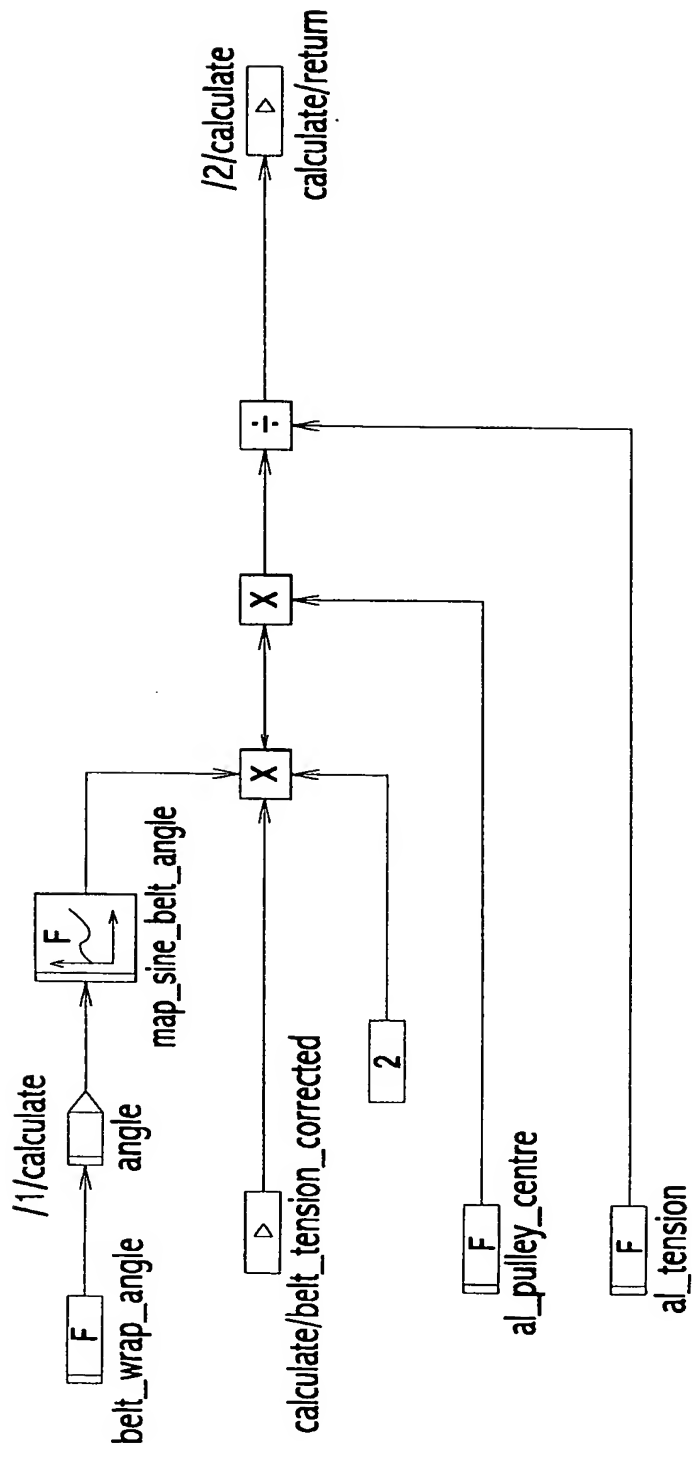 /1/calculate
F
belt_wrap_angle
angle
F
map_sine_belt_angle
calculate/belt_tension_corrected
2
X
X
÷
/2/calculate
calculate/return
F
al_pulley_centre
F
al_tension